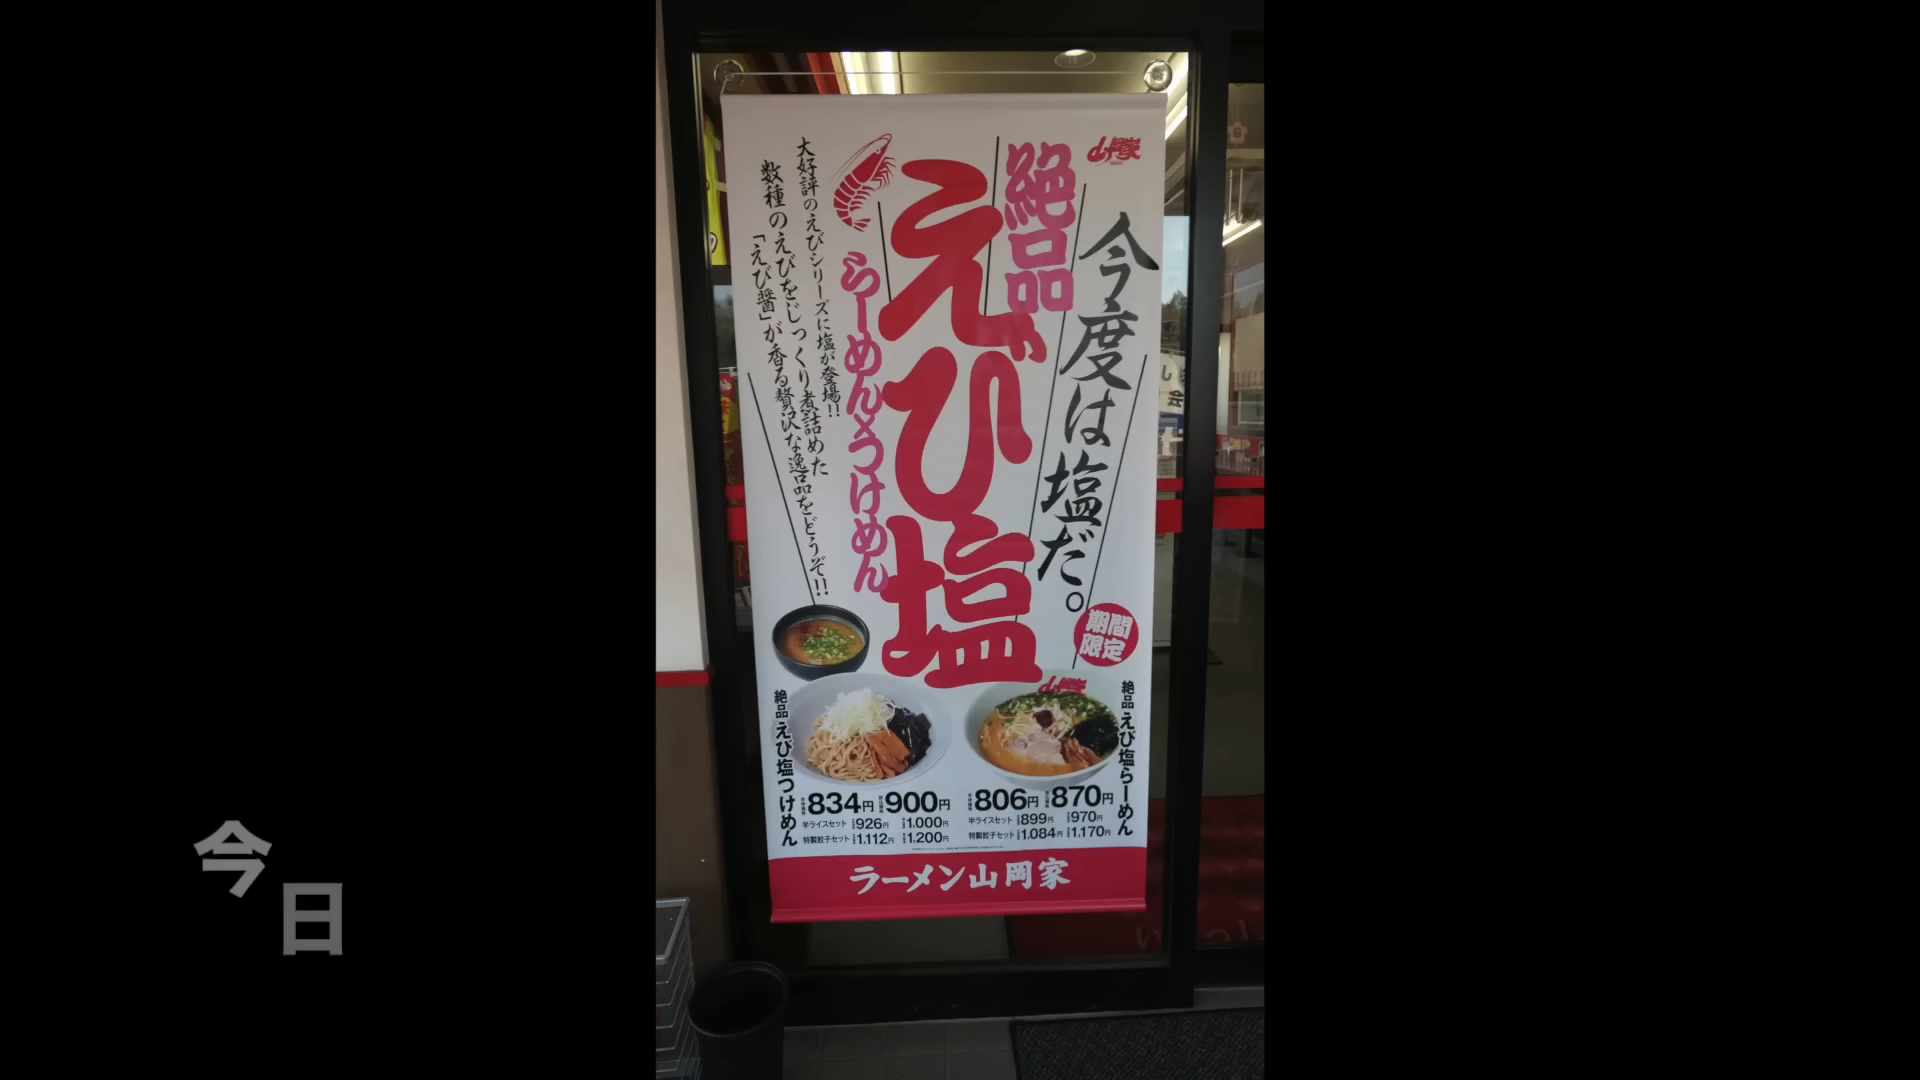 山岡家
今度は塩だ。
絶品
えび塩
らーめん×つけめん
大好評のえびシリーズに塩が登場!!
数種のえびをじっくり煮詰めた
「えび醤」が香る贅沢な逸品をどうぞ!!
期間
限定
絶品えび塩つけめん
834円 900円
半ライスセット 926円 1,000円
特製餃子セット 1,112円 1,200円
山岡家
絶品えび塩らーめん
806円 870円
半ライスセット 899円 970円
特製餃子セット 1,084円 1,170円
ラーメン山岡家
今日